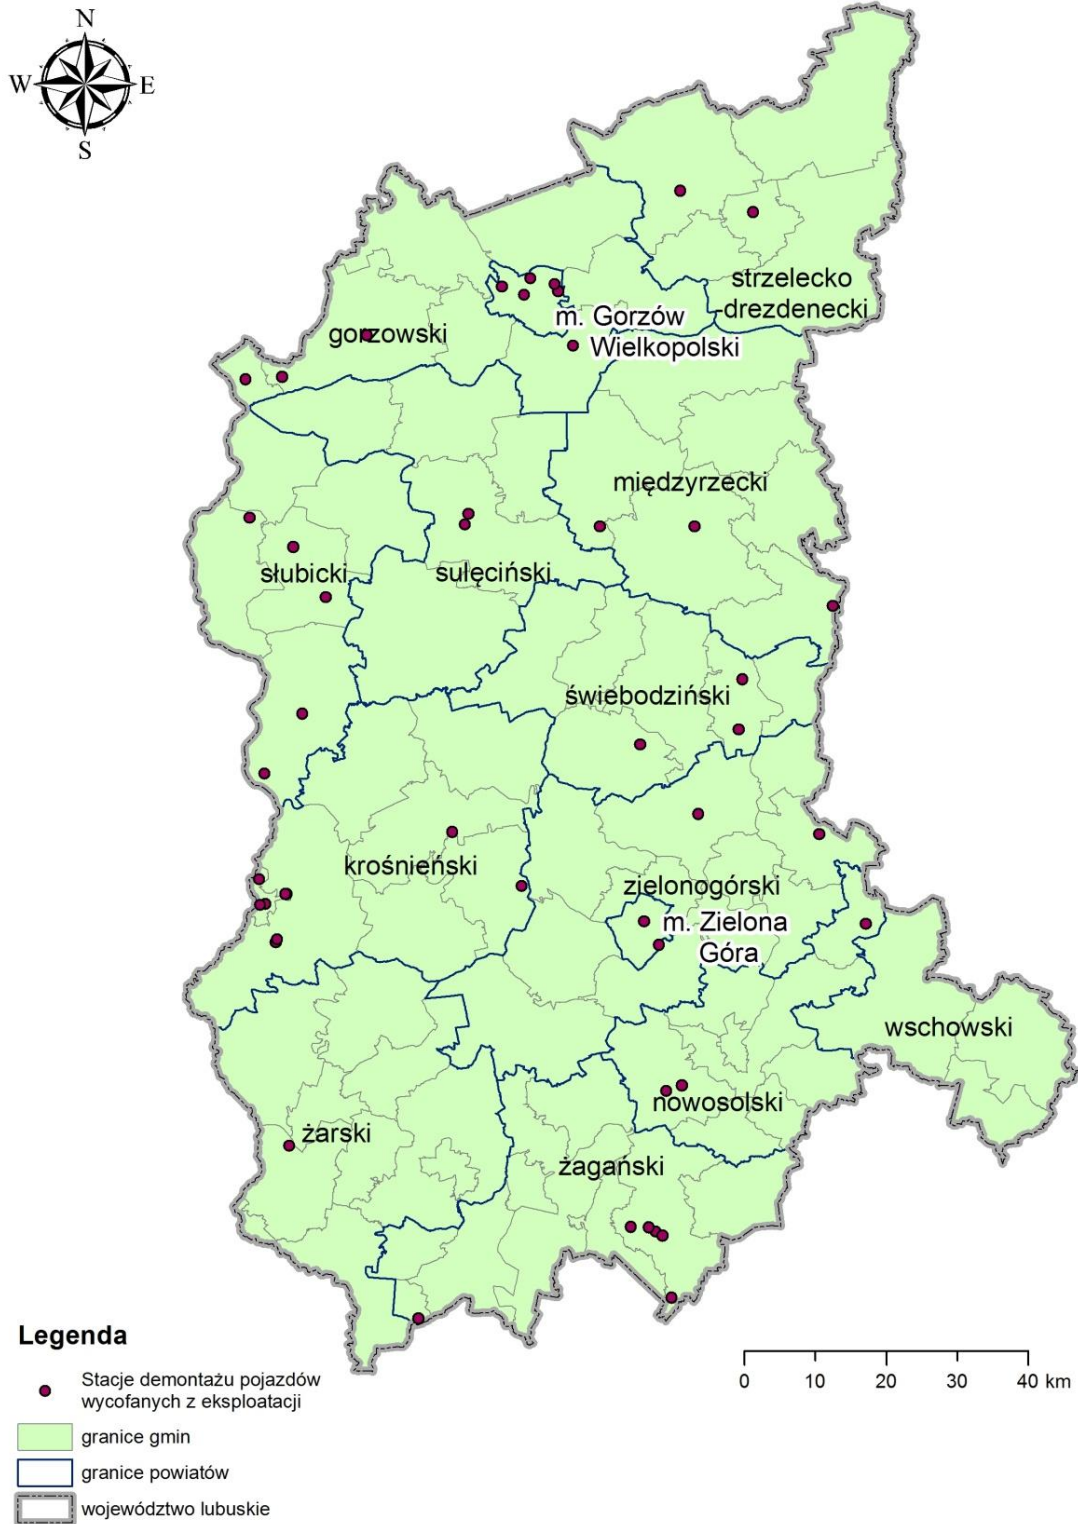 N
W
E
S
strzelecko
-drezdenecki
m. Gorzów
Wielkopolski
gorzowski
międzyrzecki
słubicki
sulęciński
świebodziński
krośnieński
zielonogórski
m. Zielona
Góra
wschowski
nowosolski
żarski
żagański
Legenda
Stacje demontażu pojazdów
wycofanych z eksploatacji
granice gmin
granice powiatów
województwo lubuskie
0 10 20 30 40 km